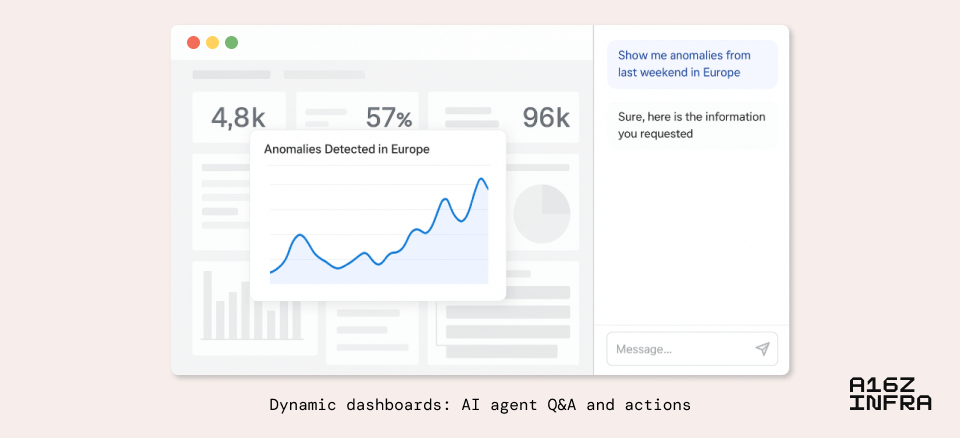 4,8k
57%
96k
Anomalies Detected in Europe
Show me anomalies from
last weekend in Europe
Sure, here is the information
you requested
Message...
Dynamic dashboards: AI agent Q&A and actions
A16Z
INFRA